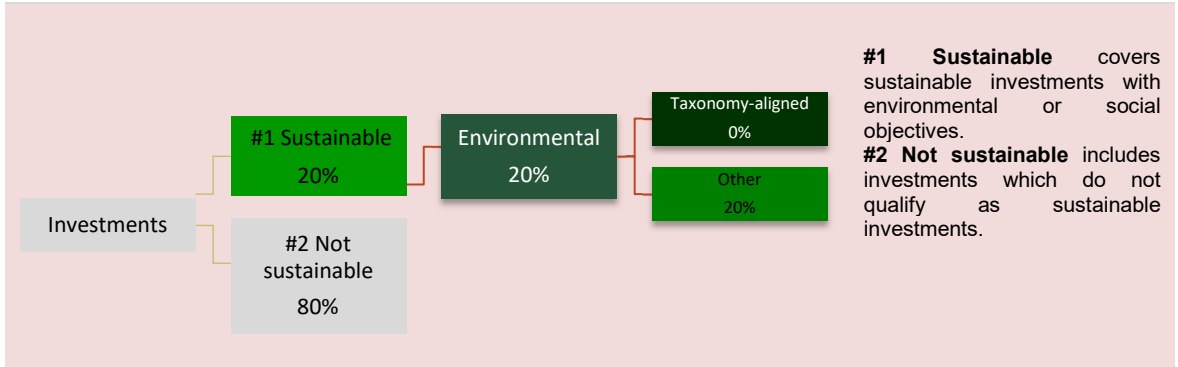 Investments
#1 Sustainable
20%
#2 Not
sustainable
80%
Environmental
20%
Taxonomy-aligned
0%
Other
20%
#1 Sustainable covers
sustainable investments with
environmental or social
objectives.
#2 Not sustainable includes
investments which do not
qualify as sustainable
investments.